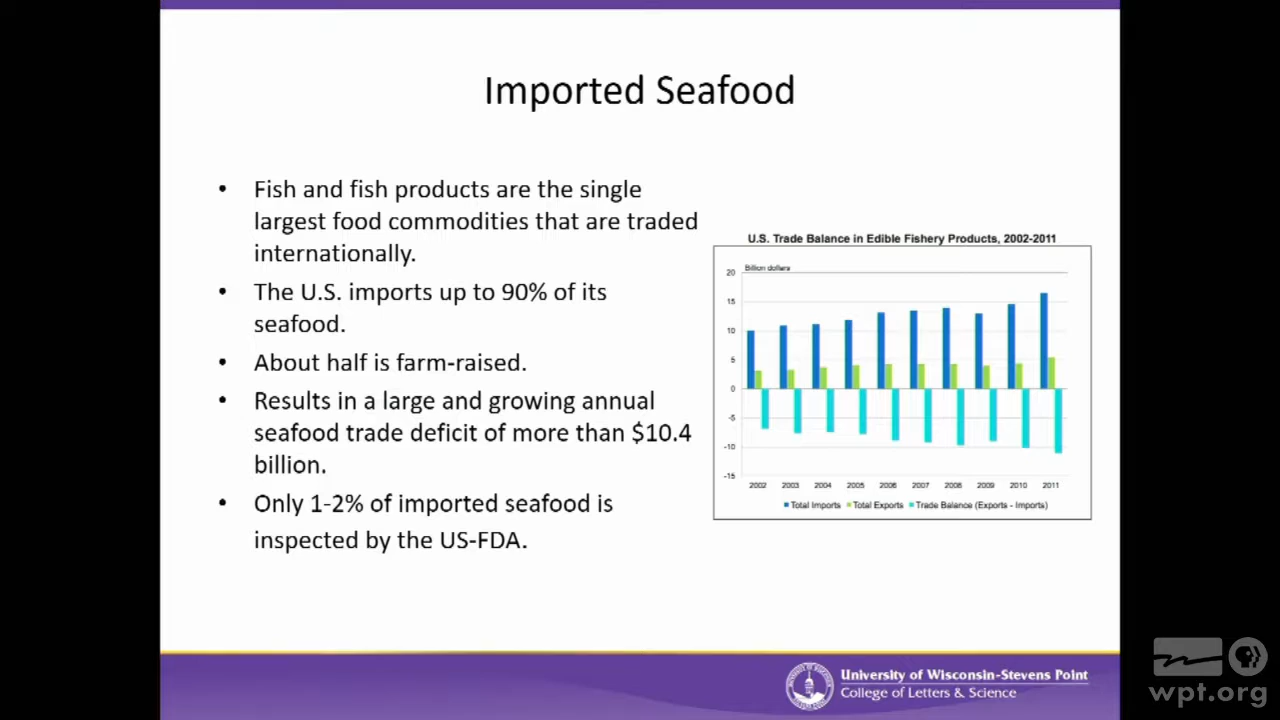 Imported Seafood
• Fish and fish products are the single
largest food commodities that are traded
internationally.
• The U.S. imports up to 90% of its
seafood.
• About half is farm-raised.
• Results in a large and growing annual
seafood trade deficit of more than $10.4
billion.
• Only 1-2% of imported seafood is
inspected by the US-FDA.
U.S. Trade Balance in Edible Fishery Products, 2002-2011
Billion dollars
20
15
10
5
0
-5
-10
-15
2002 2003 2004 2005 2006 2007 2008 2009 2010 2011
Total Imports Total Exports Trade Balance (Exports - Imports)
University of Wisconsin-Stevens Point
College of Letters & Science
wpt.org